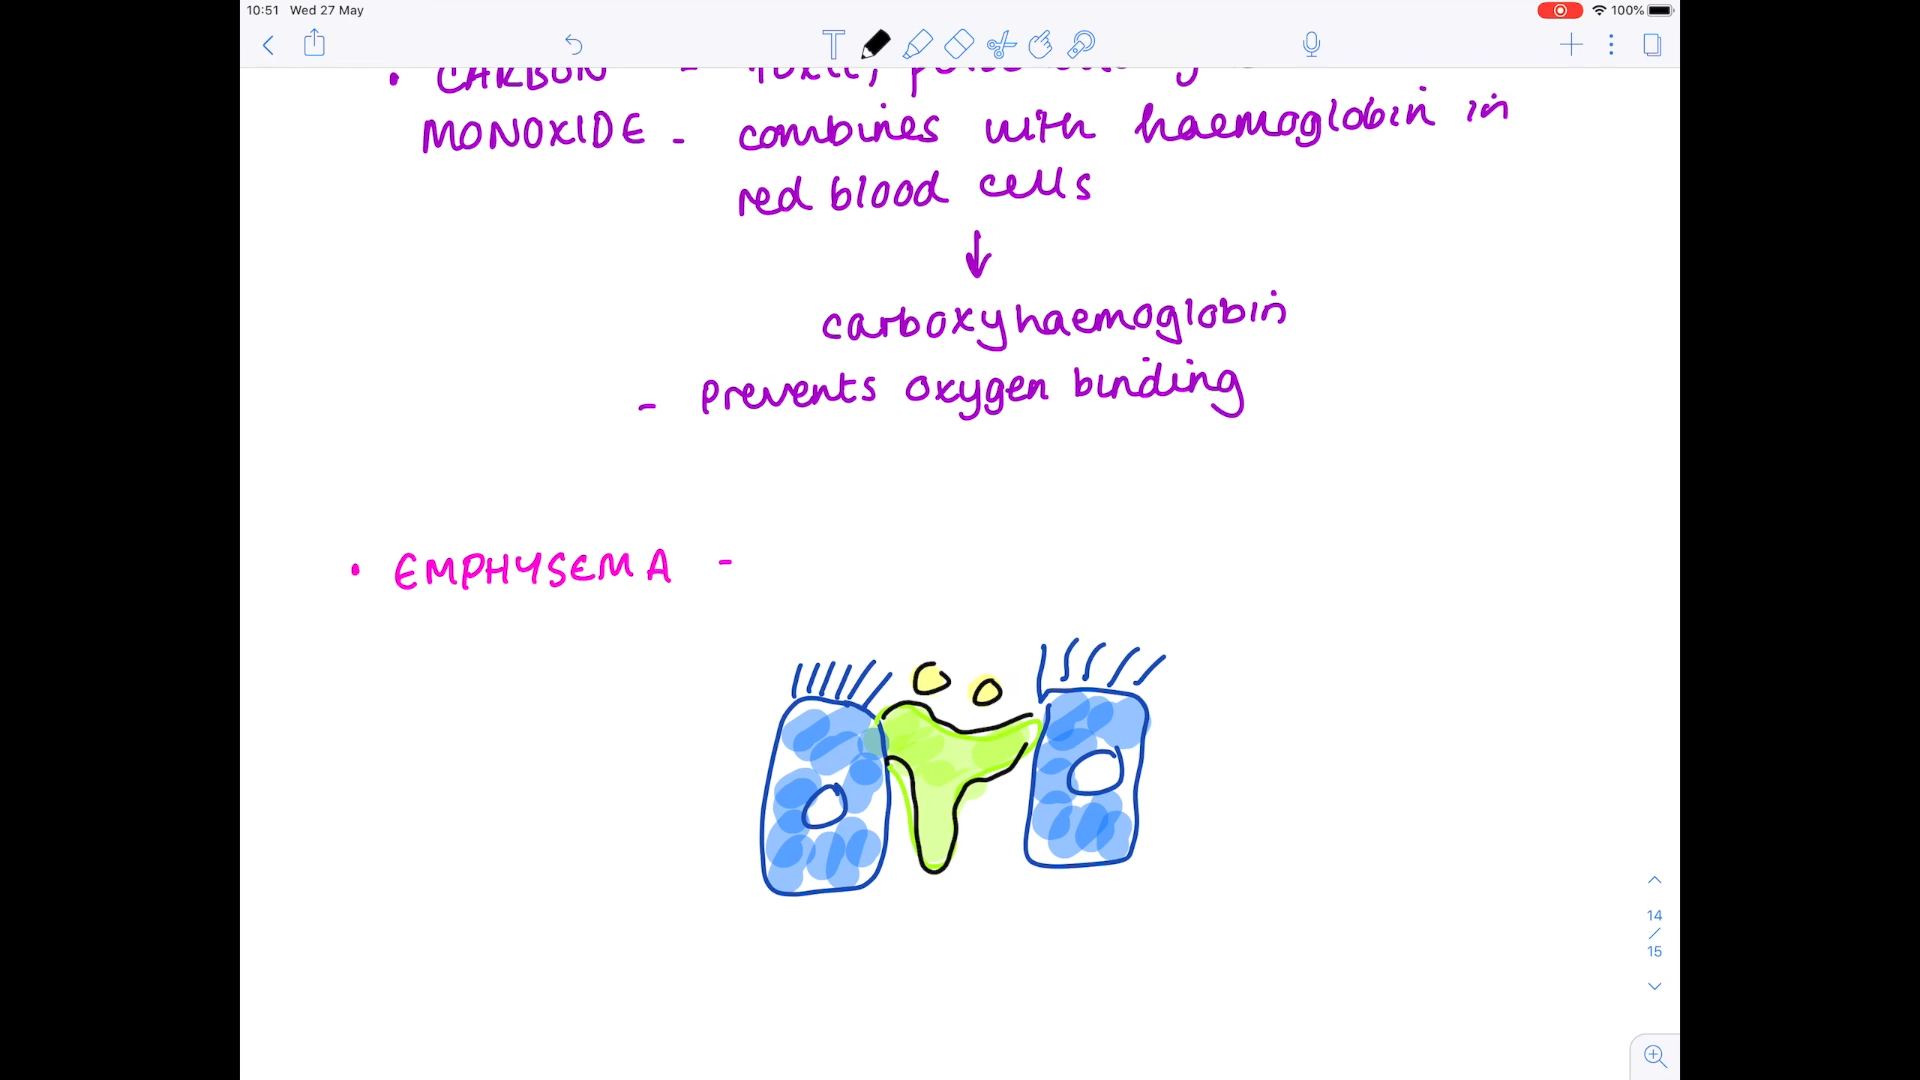 10:51 Wed 27 May
100%
T
• CARBON -
MONOXIDE - combines with haemoglobin in
red blood cells
↓
carboxyhaemoglobin
- Prevents oxygen binding
• EMPHYSEMA -
14
/
15